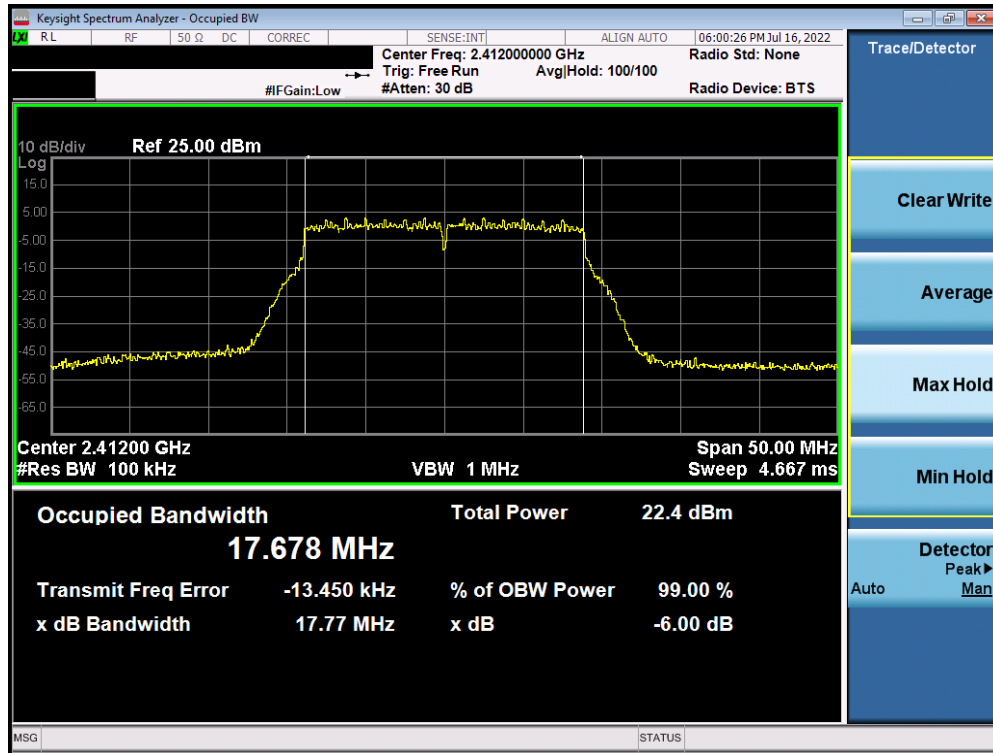 Keysight Spectrum Analyzer - Occupied BW
LXI RL RF 50 Ω DC CORREC SENSE:INT ALIGN AUTO 06:00:26 PM Jul 16, 2022
Center Freq: 2.412000000 GHz Radio Std: None
Trig: Free Run Avg|Hold: 100/100
#IFGain:Low #Atten: 30 dB Radio Device: BTS
10 dB/div Ref 25.00 dBm
Log
15.0
5.00
-5.00
-15.0
-25.0
-35.0
-45.0
-55.0
-65.0
Center 2.41200 GHz Span 50.00 MHz
#Res BW 100 kHz VBW 1 MHz Sweep 4.667 ms
Occupied Bandwidth Total Power 22.4 dBm
17.678 MHz
Transmit Freq Error -13.450 kHz % of OBW Power 99.00 %
x dB Bandwidth 17.77 MHz x dB -6.00 dB
MSG STATUS
Trace/Detector
Clear Write
Average
Max Hold
Min Hold
Detector
Peak▶
Auto Man